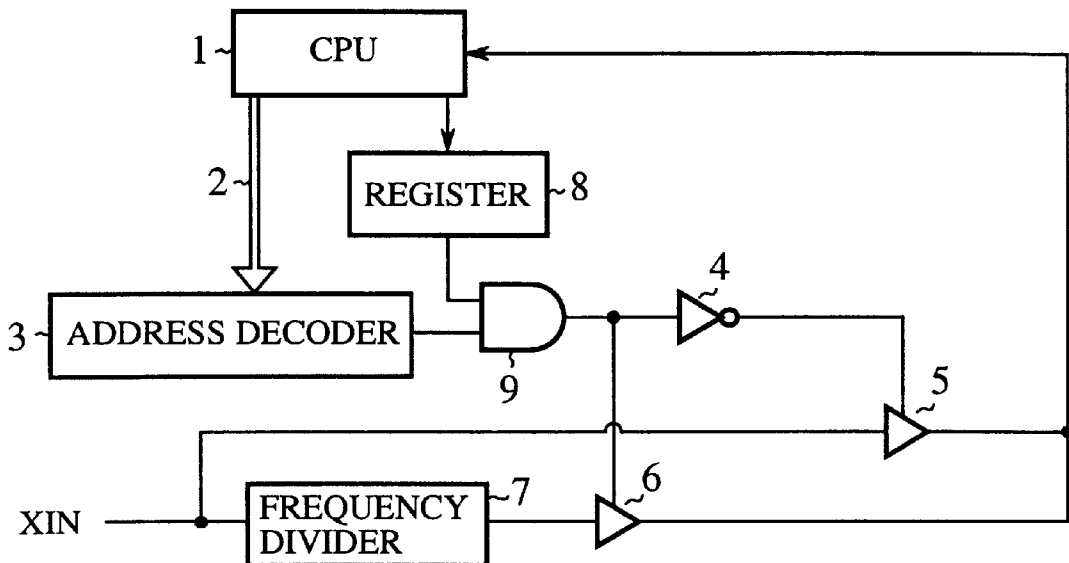 1
CPU
2
REGISTER
8
4
3
ADDRESS DECODER
9
5
XIN
FREQUENCY
DIVIDER
7
6